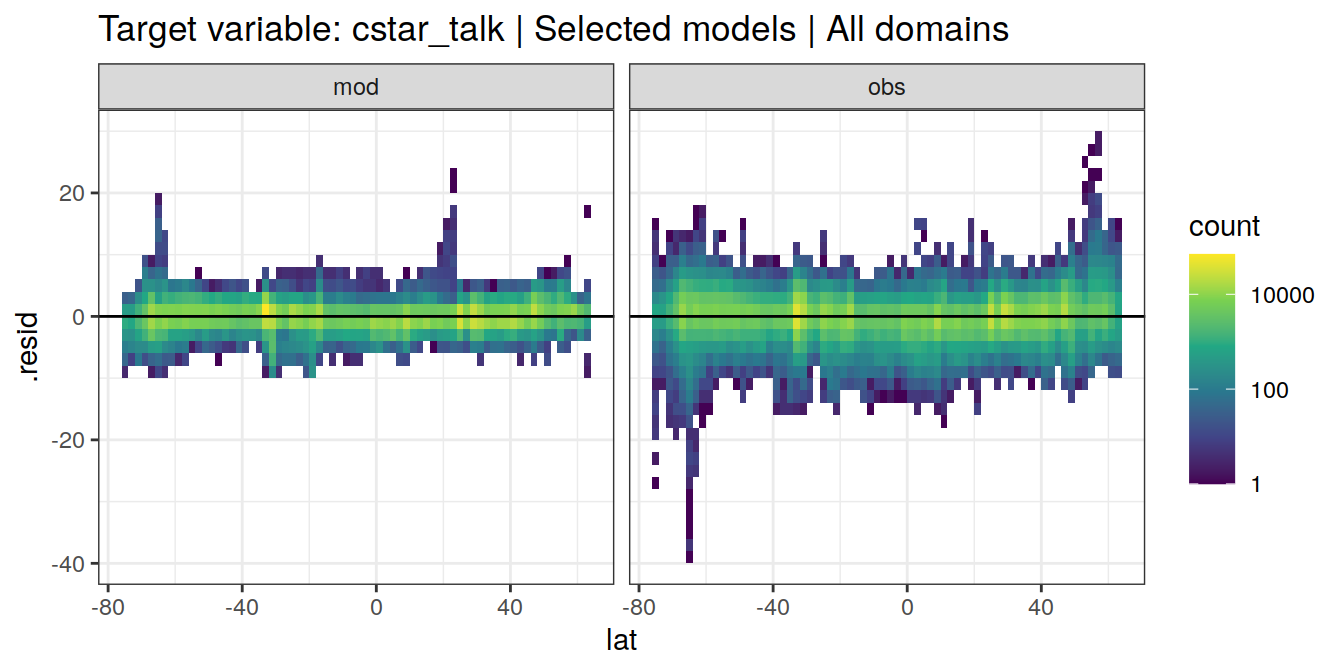 Target variable: cstar_talk | Selected models | All domains
mod
obs
20
0
-20
-40
.resid
-80
-40
0
40
-80
-40
0
40
lat
count
10000
100
1